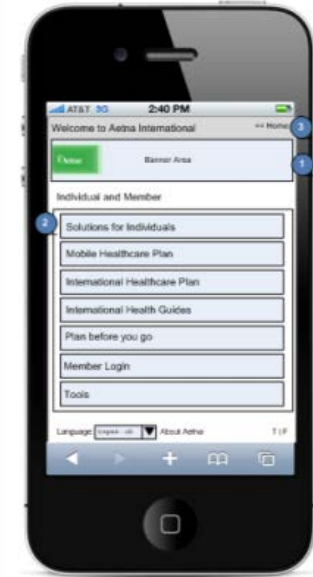 AT&T 3G 2:40 PM
Welcome to Aetna International << Home
3
Aetna Banner Area
1
Individual and Member
2
Solutions for Individuals
Mobile Healthcare Plan
International Healthcare Plan
International Health Guides
Plan before you go
Member Login
Tools
Language About Aetna T | F